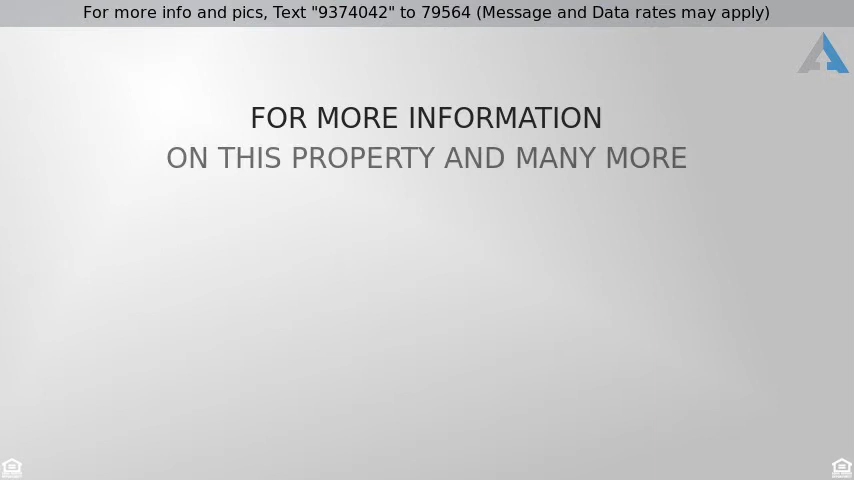 For more info and pics, Text "9374042" to 79564 (Message and Data rates may apply)
FOR MORE INFORMATION
ON THIS PROPERTY AND MANY MORE